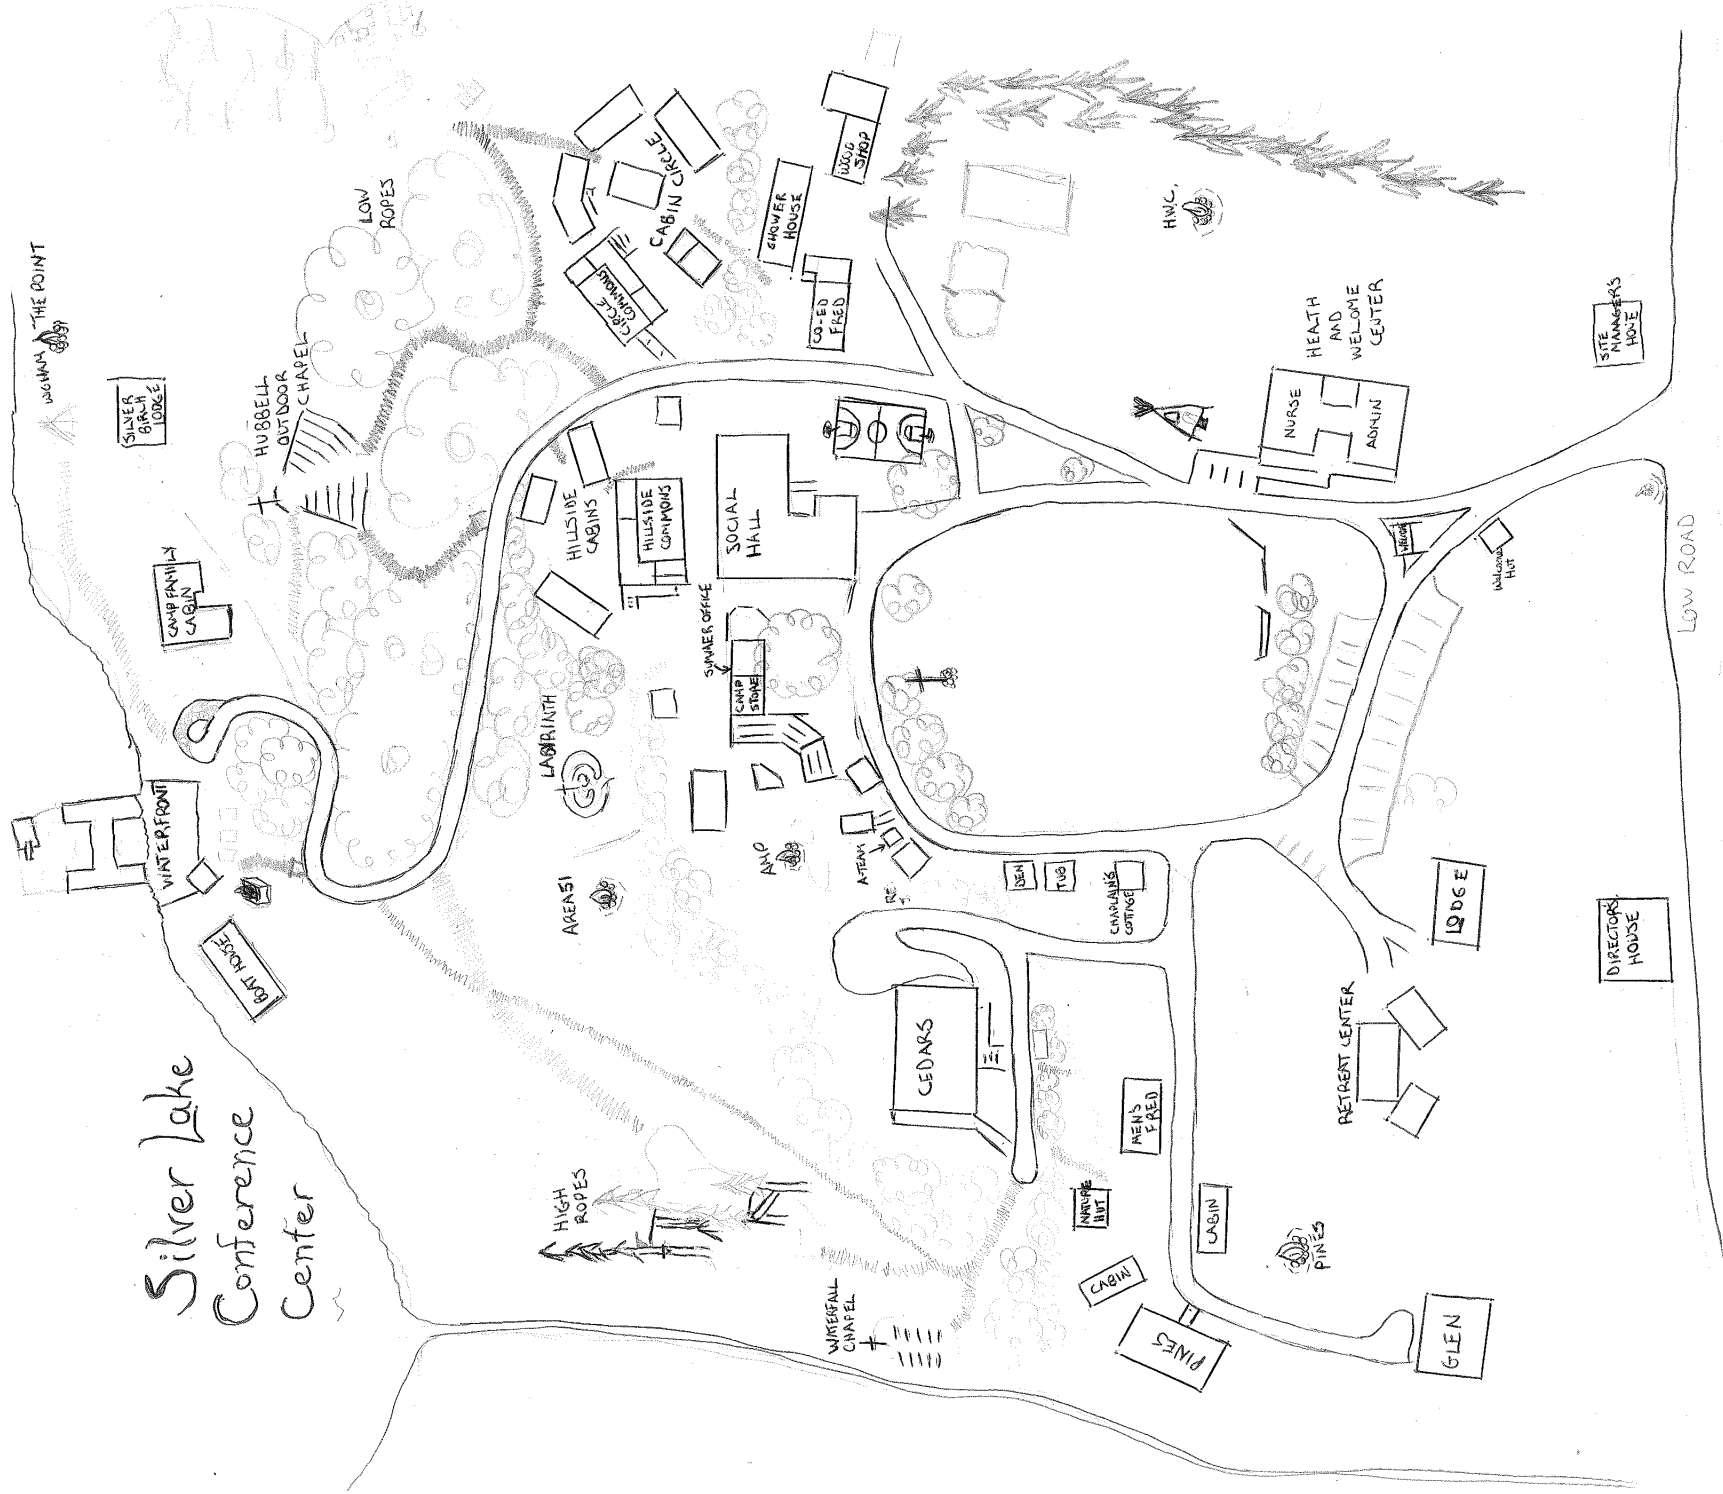 Silver Lake
Conference
Center
THE POINT
SILVER
BIRCH
LODGE
HUBBELL
OUTDOOR
CHAPEL
LOW
ROPES
CAMP FAMILY
CABIN
WATERFRONT
BOAT HOUSE
CABIN CIRCLE
CIRCLE
COMMONS
SHOWER
HOUSE
WOOD
SHOP
CO-ED
FRED
HILLSIDE
CABINS
HILLSIDE
COMMONS
SOCIAL
HALL
SUMMER OFFICE
CAMP
STORE
LABYRINTH
AREA 51
AMP
A-TEAM
DEN
TUB
CHAPLAIN'S
COTTAGE
CEDARS
HIGH
ROPES
WATERFALL
CHAPEL
NATURE
HUT
MEN'S
FRED
CABIN
CABIN
PINES
PINES
GLEN
RETREAT CENTER
LODGE
DIRECTOR'S
HOUSE
H.W.C.
HEALTH
AND
WELCOME
CENTER
NURSE
ADMIN
SITE
MANAGER'S
Welcome
Hut
LOW ROAD